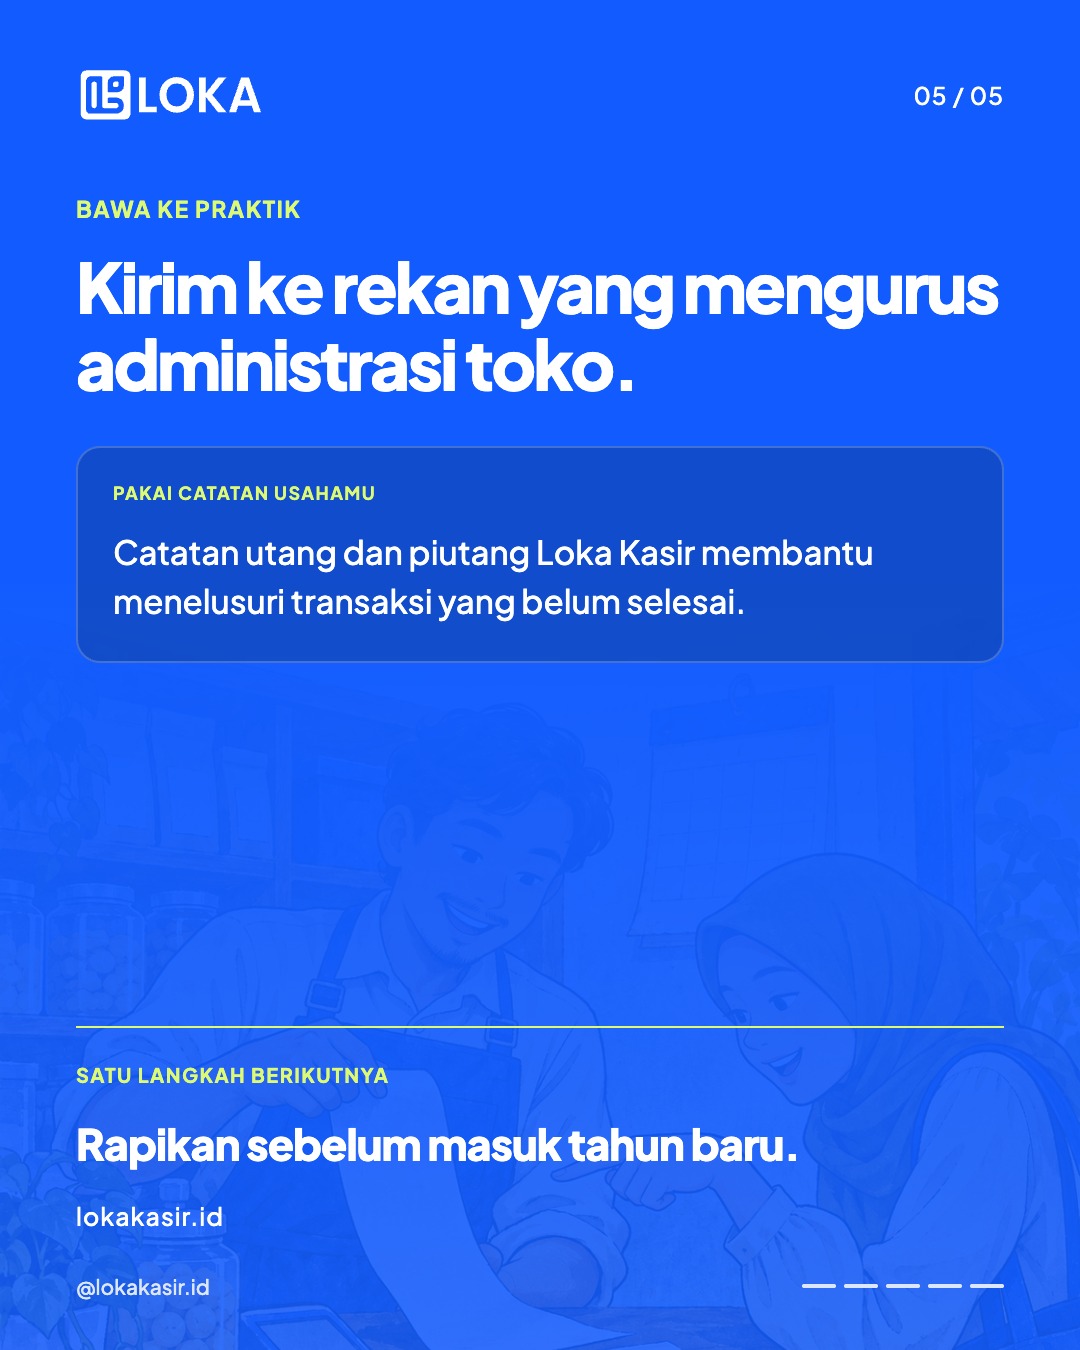 LOKA
05 / 05
BAWA KE PRAKTIK
Kirim ke rekan yang mengurus
administrasi toko.
PAKAI CATATAN USAHAMU
Catatan utang dan piutang Loka Kasir membantu
menelusuri transaksi yang belum selesai.
SATU LANGKAH BERIKUTNYA
Rapikan sebelum masuk tahun baru.
lokakasir.id
@lokakasir.id